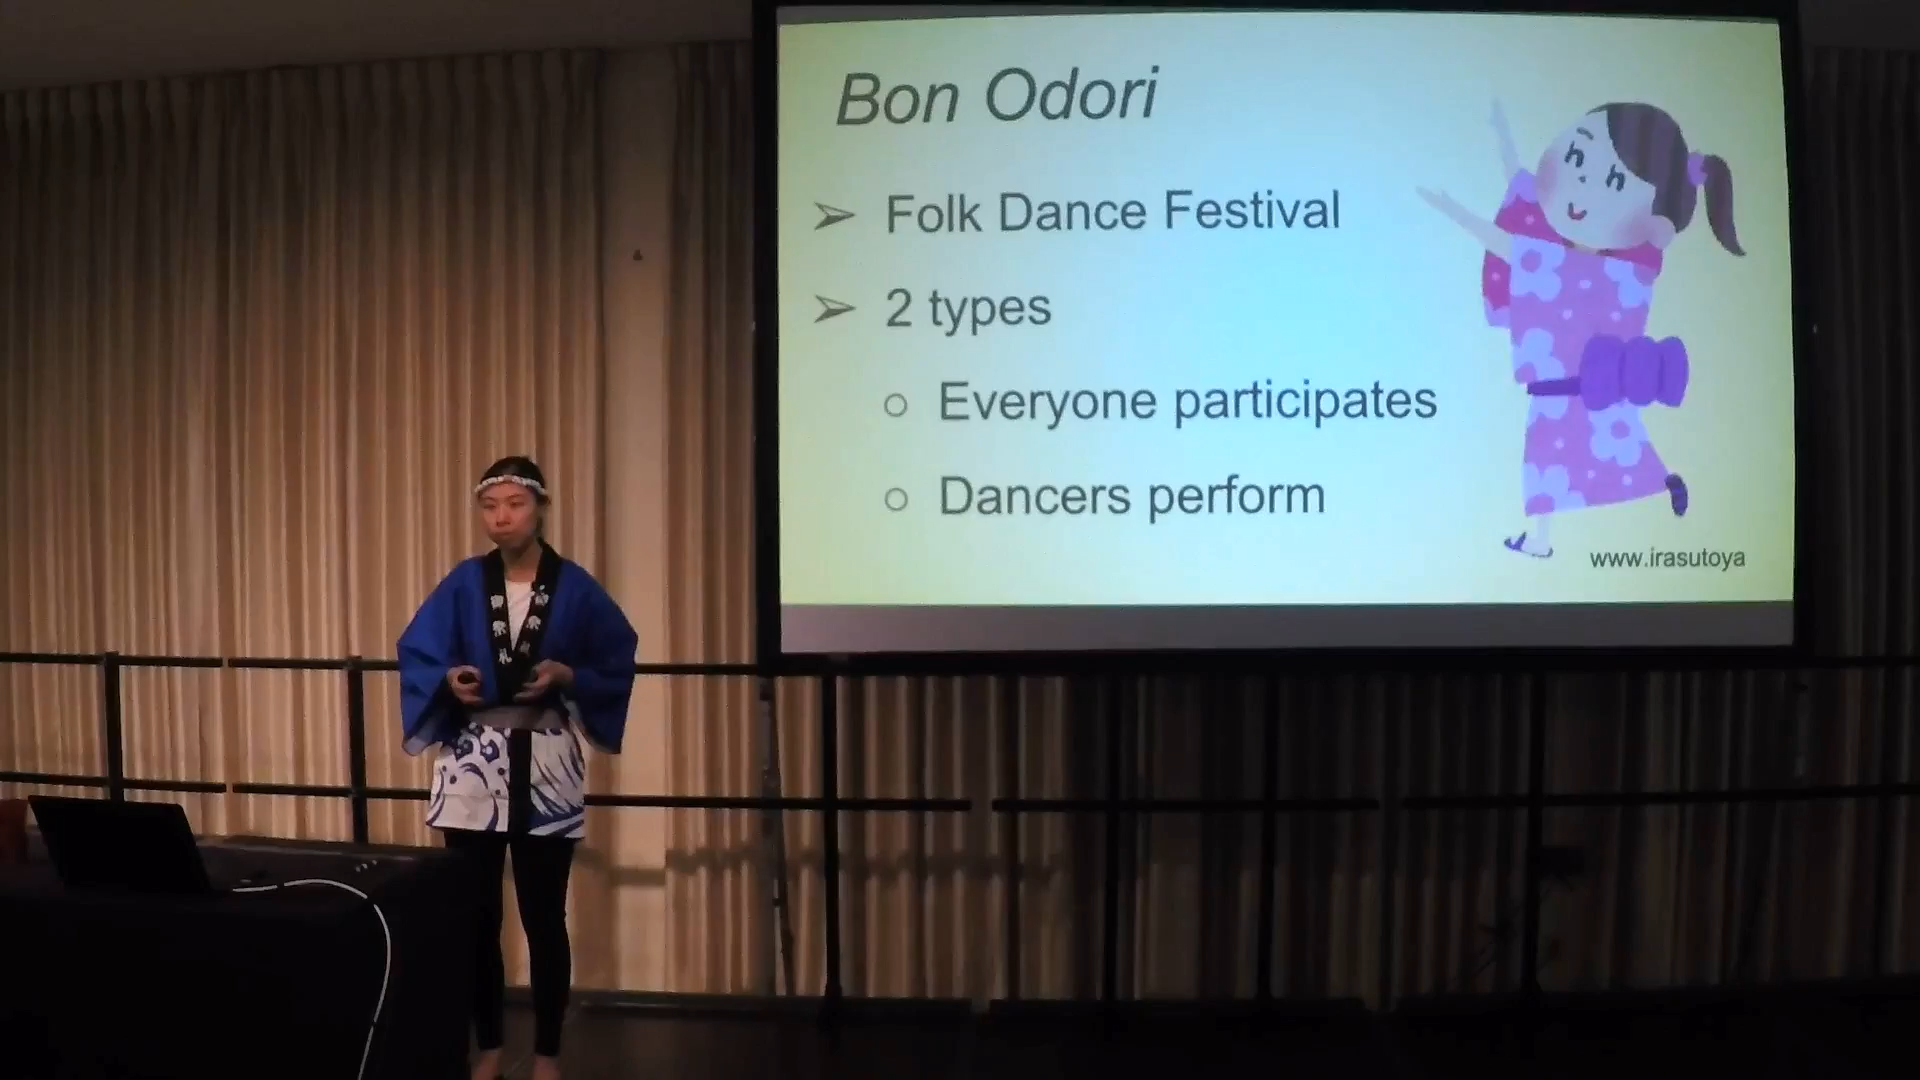 Bon Odori
➢ Folk Dance Festival
➢ 2 types
○ Everyone participates
○ Dancers perform
www.irasutoya